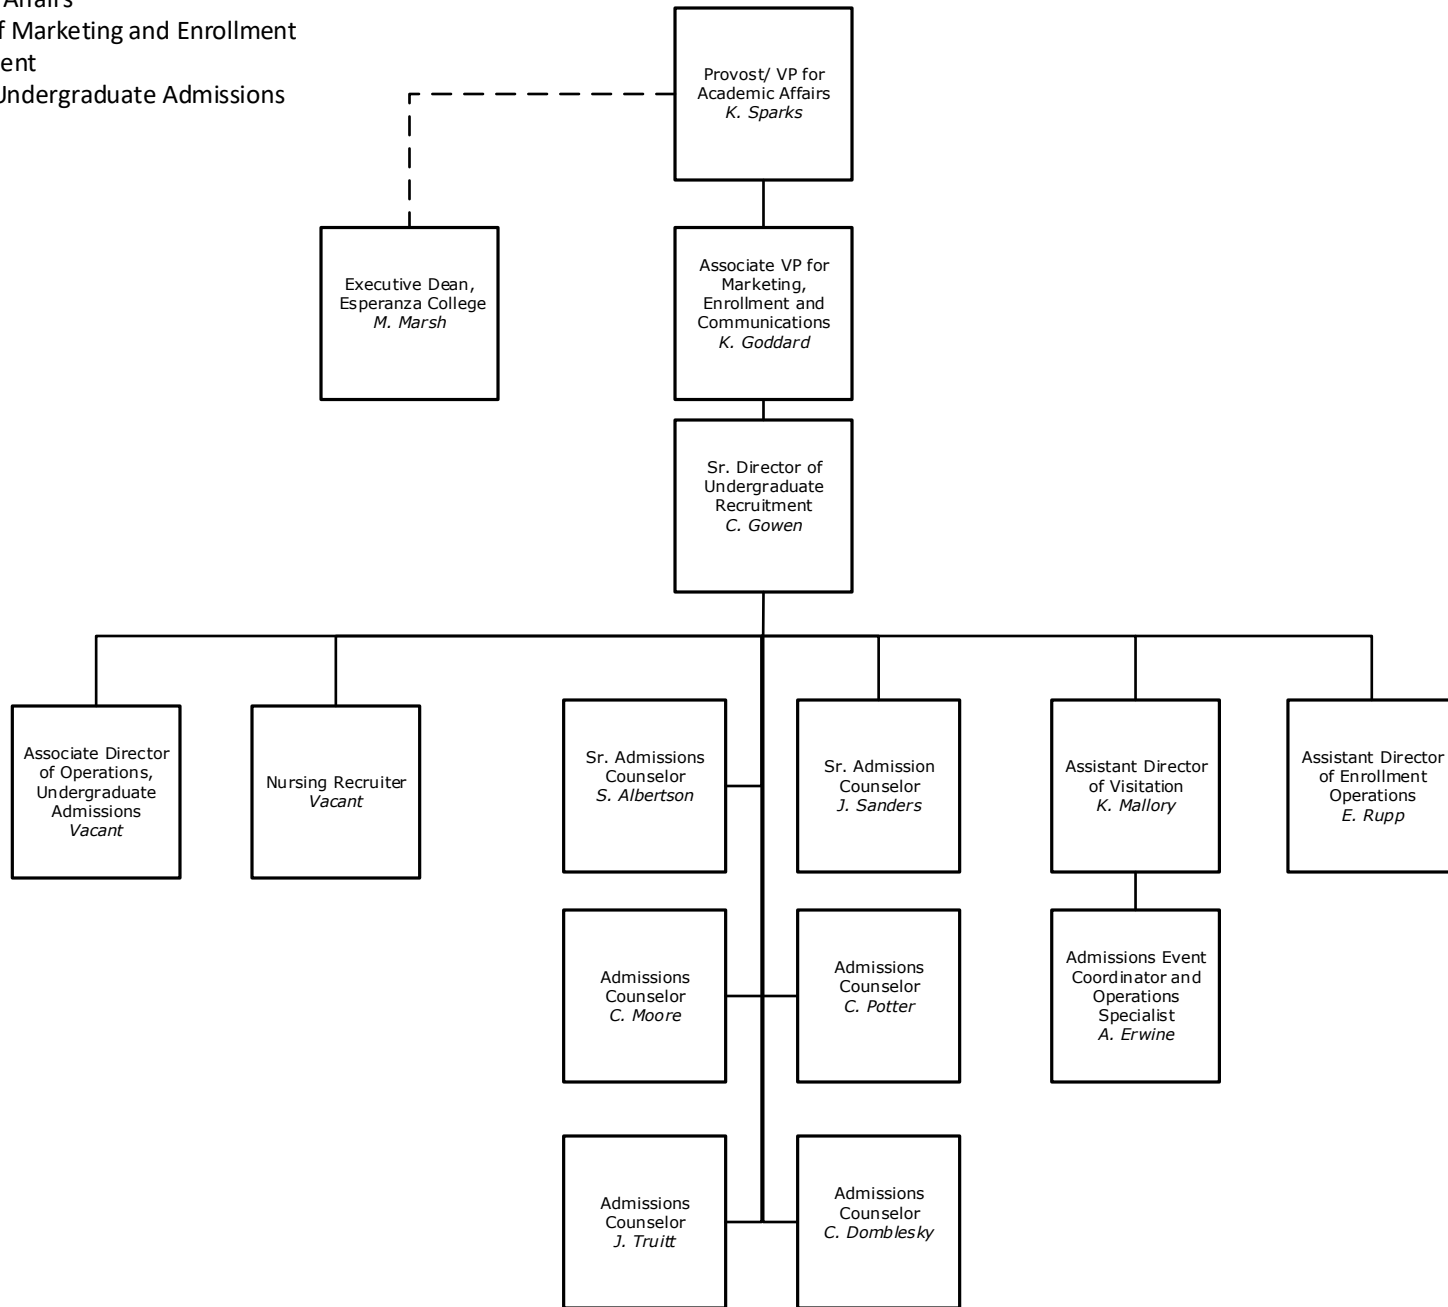 Affairs
f Marketing and Enrollment
ent
Undergraduate Admissions
Provost/ VP for
Academic Affairs
K. Sparks
Executive Dean,
Esperanza College
M. Marsh
Associate VP for
Marketing,
Enrollment and
Communications
K. Goddard
Sr. Director of
Undergraduate
Recruitment
C. Gowen
Associate Director
of Operations,
Undergraduate
Admissions
Vacant
Nursing Recruiter
Vacant
Sr. Admissions
Counselor
S. Albertson
Sr. Admission
Counselor
J. Sanders
Assistant Director
of Visitation
K. Mallory
Assistant Director
of Enrollment
Operations
E. Rupp
Admissions
Counselor
C. Moore
Admissions
Counselor
C. Potter
Admissions Event
Coordinator and
Operations
Specialist
A. Erwine
Admissions
Counselor
J. Truitt
Admissions
Counselor
C. Domblesky